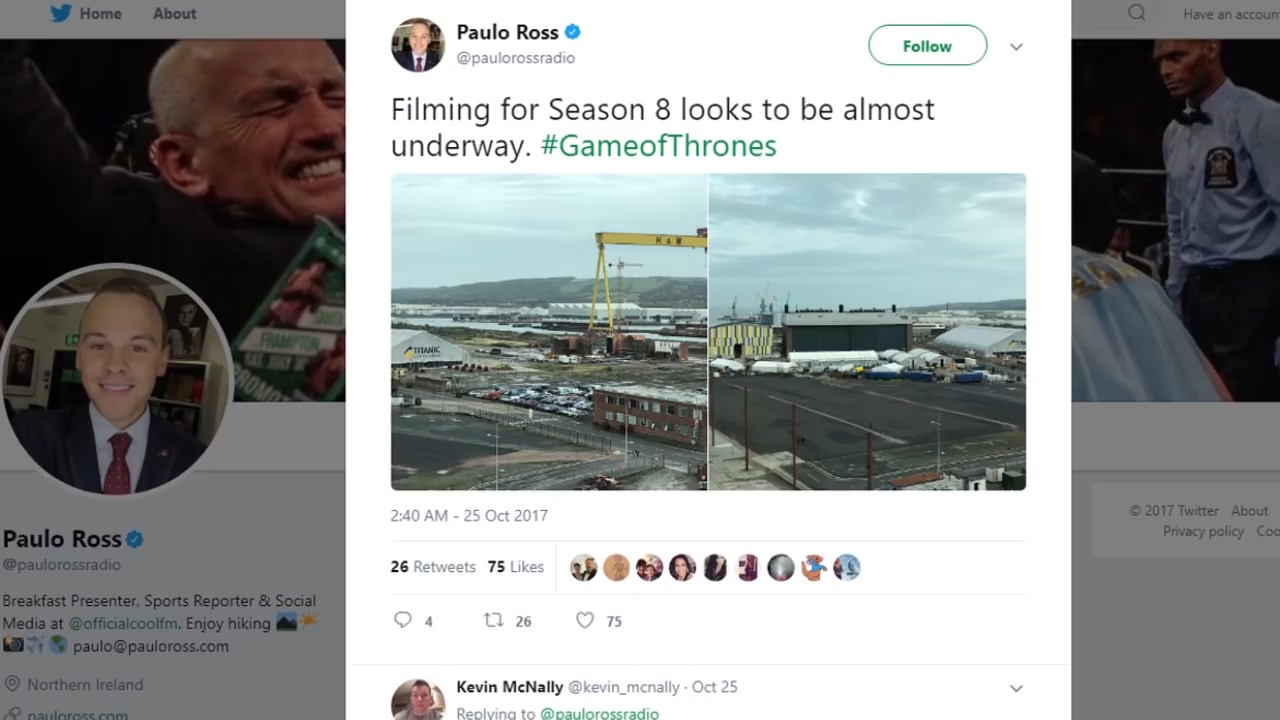 Home About
Have an accoun
Paulo Ross
@paulorossradio
Follow
Filming for Season 8 looks to be almost
underway. #GameofThrones
H&W
TITANIC
FRAMPTON
2:40 AM - 25 Oct 2017
26 Retweets 75 Likes
4 26 75
Kevin McNally @kevin_mcnally · Oct 25
Replying to @paulorossradio
Paulo Ross
@paulorossradio
Breakfast Presenter, Sports Reporter & Social
Media at @officialcoolfm. Enjoy hiking
paulo@pauloross.com
Northern Ireland
pauloross.com
© 2017 Twitter About
Privacy policy Coo